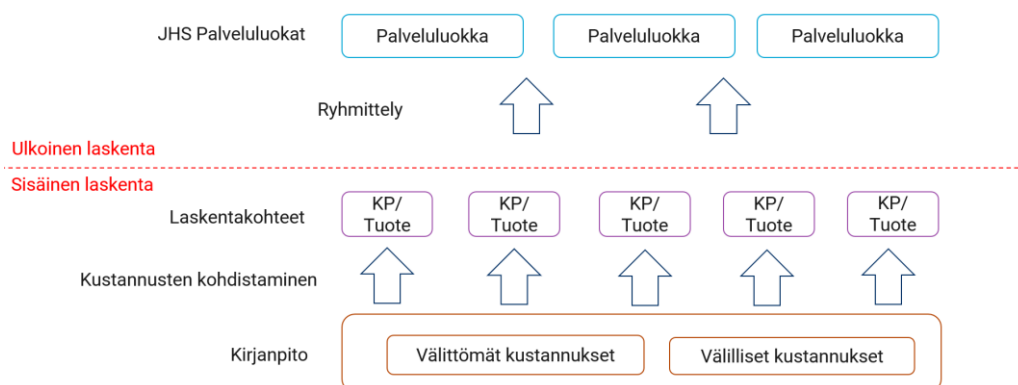 JHS Palveluluokat
Palveluluokka
Palveluluokka
Palveluluokka
Ryhmittely
Ulkoinen laskenta
Sisäinen laskenta
Laskentakohteet
KP/
Tuote
KP/
Tuote
KP/
Tuote
KP/
Tuote
KP/
Tuote
Kustannusten kohdistaminen
Kirjanpito
Välittömät kustannukset
Välilliset kustannukset